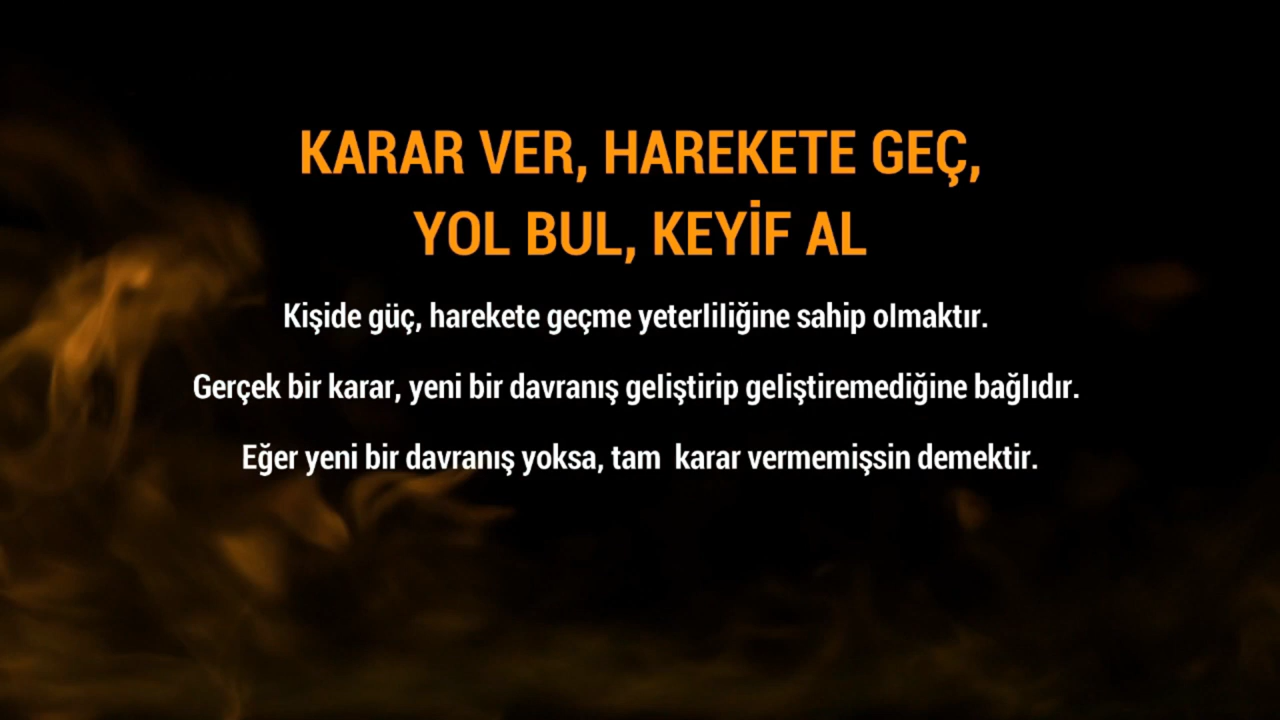 KARAR VER, HAREKETE GEÇ,
YOL BUL, KEYİF AL
Kişide güç, harekete geçme yeterliliğine sahip olmaktır.
Gerçek bir karar, yeni bir davranış geliştirip geliştiremediğine bağlıdır.
Eğer yeni bir davranış yoksa, tam  karar vermemişsin demektir.